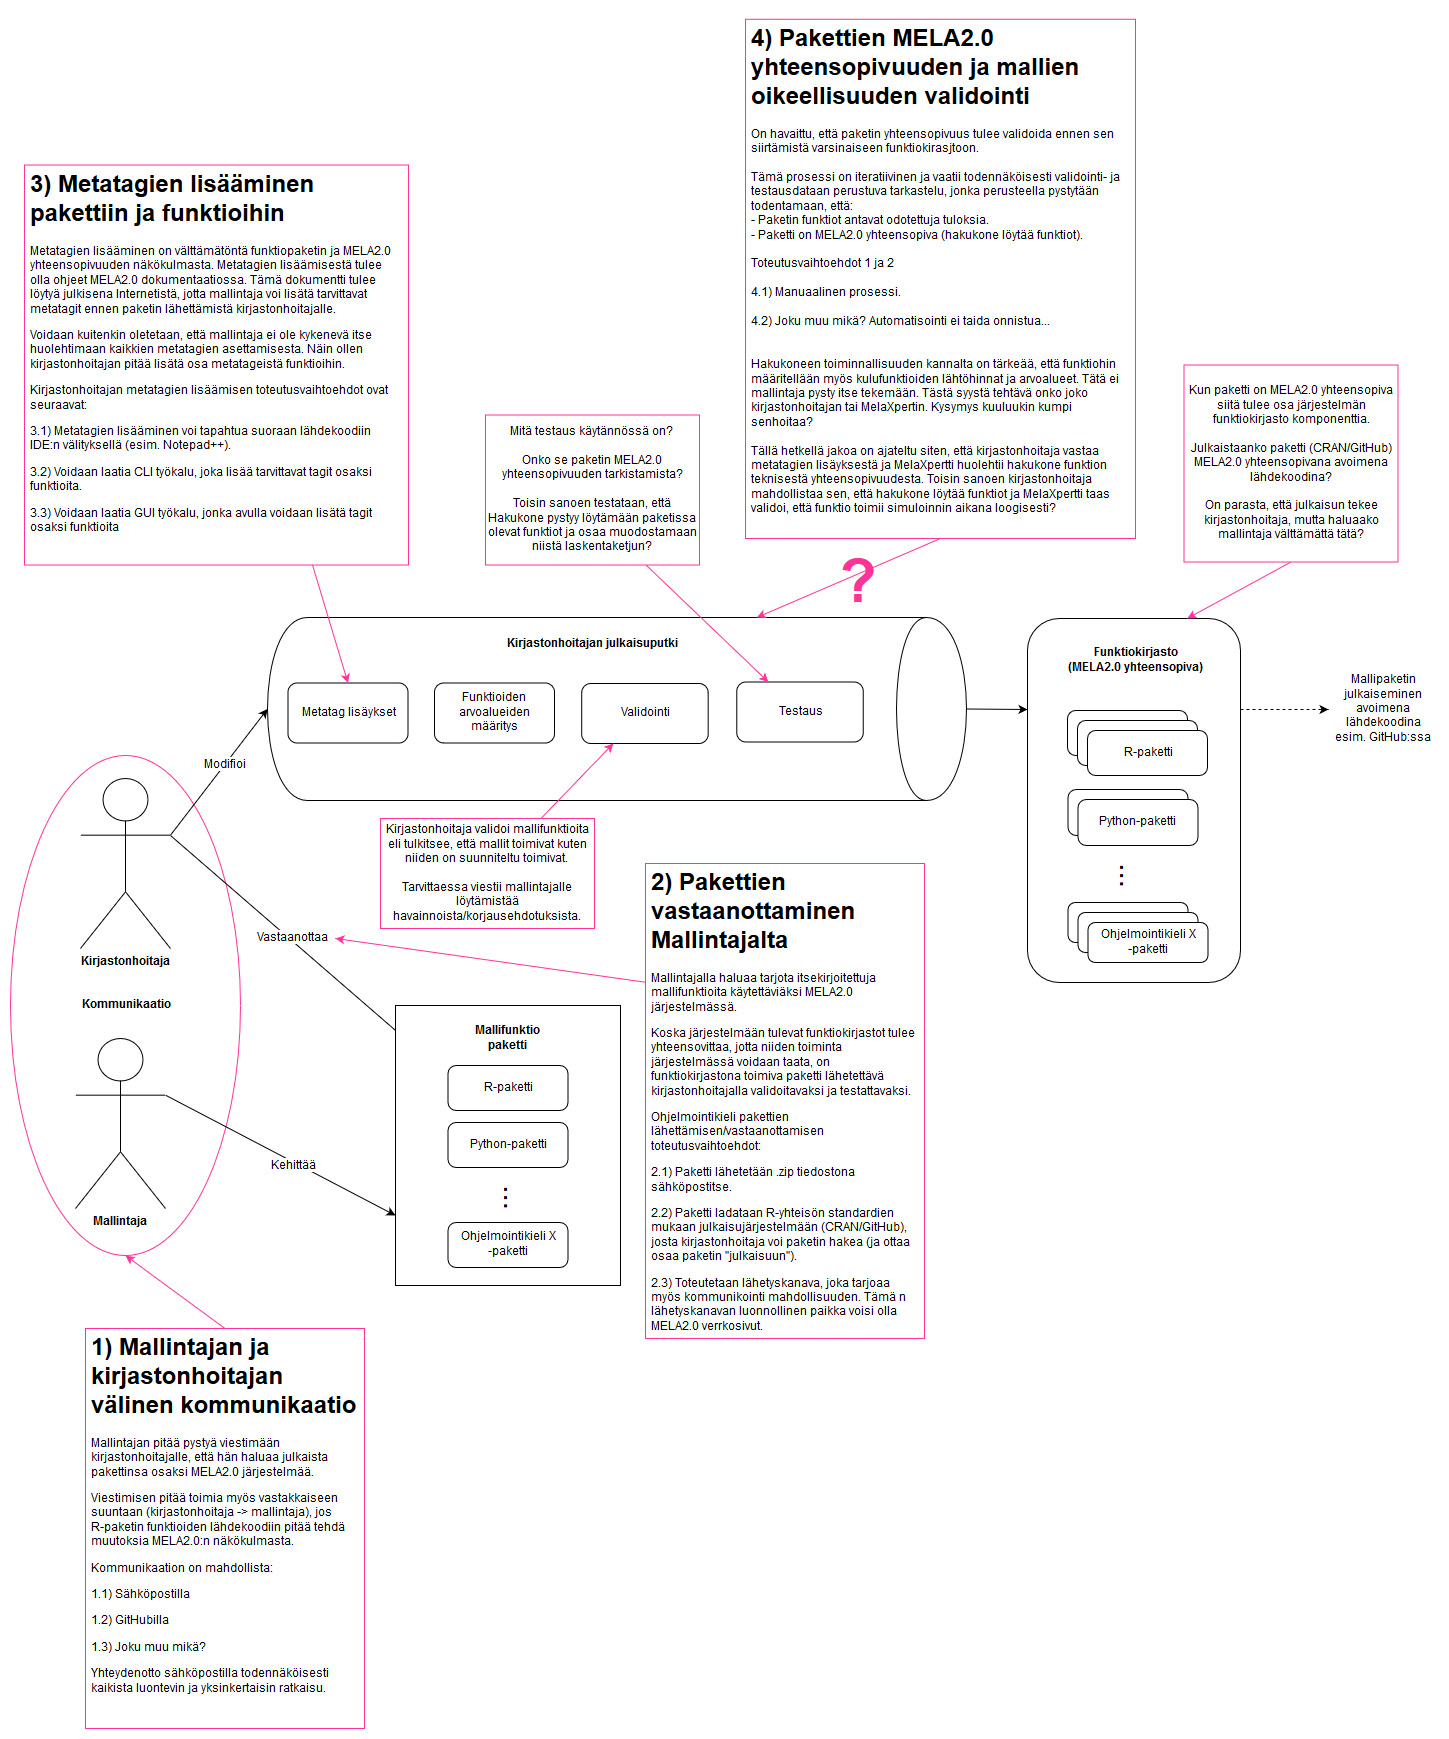 4) Pakettien MELA2.0
yhteensopivuuden ja mallien
oikeellisuuden validointi
On havaittu, että paketin yhteensopivuus tulee validoida ennen sen
siirtämistä varsinaiseen funktiokirasjtoon.
Tämä prosessi on iteratiivinen ja vaatii todennäköisesti validointi- ja
testausdataan perustuva tarkastelu, jonka perusteella pystytään
todentamaan, että:
- Paketin funktiot antavat odotettuja tuloksia.
- Paketti on MELA2.0 yhteensopiva (hakukone löytää funktiot).
Toteutusvaihtoehdot 1 ja 2
4.1) Manuaalinen prosessi.
4.2) Joku muu mikä? Automatisointi ei taida onnistua...
Hakukoneen toiminnallisuuden kannalta on tärkeää, että funktiohin
määritellään myös kulufunktioiden lähtöhinnat ja arvoalueet. Tätä ei
mallintaja pysty itse tekemään. Tästä syystä tehtävä onko joko
kirjastonhoitajan tai MelaXpertin. Kysymys kuuluukin kumpi
senhoitaa?
Tällä hetkellä jakoa on ajateltu siten, että kirjastonhoitaja vastaa
metatagien lisäyksestä ja MelaXpertti huolehtii hakukone funktion
teknisestä yhteensopivuudesta. Toisin sanoen kirjastonhoitaja
mahdollistaa sen, että hakukone löytää funktiot ja MelaXpertti taas
validoi, että funktio toimii simuloinnin aikana loogisesti?
3) Metatagien lisääminen
pakettiin ja funktioihin
Metatagien lisääminen on välttämätöntä funktiopaketin ja MELA2.0
yhteensopivuuden näkökulmasta. Metatagien lisäämisestä tulee
olla ohjeet MELA2.0 dokumentaatiossa. Tämä dokumentti tulee
löytyä julkisena Internetistä, jotta mallintaja voi lisätä tarvittavat
metatagit ennen paketin lähettämistä kirjastonhoitajalle.
Voidaan kuitenkin oletetaan, että mallintaja ei ole kykenevä itse
huolehtimaan kaikkien metatagien asettamisesta. Näin ollen
kirjastonhoitajan pitää lisätä osa metatageistä funktioihin.
Kirjastonhoitajan metatagien lisäämisen toteutusvaihtoehdot ovat
seuraavat:
3.1) Metatagien lisääminen voi tapahtua suoraan lähdekoodiin
IDE:n välityksellä (esim. Notepad++).
3.2) Voidaan laatia CLI työkalu, joka lisää tarvittavat tagit osaksi
funktioita.
3.3) Voidaan laatia GUI työkalu, jonka avulla voidaan lisätä tagit
osaksi funktioita
Mitä testaus käytännössä on?
Onko se paketin MELA2.0
yhteensopivuuden tarkistamista?
Toisin sanoen testataan, että
Hakukone pystyy löytämään paketissa
olevat funktiot ja osaa muodostamaan
niistä laskentaketjun?
Kun paketti on MELA2.0 yhteensopiva
siitä tulee osa järjestelmän
funktiokirjasto komponenttia.
Julkaistaanko paketti (CRAN/GitHub)
MELA2.0 yhteensopivana avoimena
lähdekoodina?
On parasta, että julkaisun tekee
kirjastonhoitaja, mutta haluaako
mallintaja välttämättä tätä?
?
Kirjastonhoitajan julkaisuputki
Metatag lisäykset
Funktioiden
arvoalueiden
määritys
Validointi
Testaus
Funktiokirjasto
(MELA2.0 yhteensopiva)
R-paketti
Python-paketti
...
Ohjelmointikieli X
-paketti
Mallipaketin
julkaiseminen
avoimena
lähdekoodina
esim. GitHub:ssa
Modifioi
Kirjastonhoitaja
Kommunikaatio
Mallintaja
Vastaanottaa
Kehittää
Kirjastonhoitaja validoi mallifunktioita
eli tulkitsee, että mallit toimivat kuten
niiden on suunniteltu toimivat.
Tarvittaessa viestii mallintajalle
löytämistää
havainnoista/korjausehdotuksista.
Mallifunktio
paketti
R-paketti
Python-paketti
...
Ohjelmointikieli X
-paketti
2) Pakettien
vastaanottaminen
Mallintajalta
Mallintajalla haluaa tarjota itsekirjoitettuja
mallifunktioita käytettäviäksi MELA2.0
järjestelmässä.
Koska järjestelmään tulevat funktiokirjastot tulee
yhteensovittaa, jotta niiden toiminta
järjestelmässä voidaan taata, on
funktiokirjastona toimiva paketti lähetettävä
kirjastonhoitajalla validoitavaksi ja testattavaksi.
Ohjelmointikieli pakettien
lähettämisen/vastaanottamisen
toteutusvaihtoehdot:
2.1) Paketti lähetetään .zip tiedostona
sähköpostitse.
2.2) Paketti ladataan R-yhteisön standardien
mukaan julkaisujärjestelmään (CRAN/GitHub),
josta kirjastonhoitaja voi paketin hakea (ja ottaa
osaa paketin "julkaisuun").
2.3) Toteutetaan lähetyskanava, joka tarjoaa
myös kommunikointi mahdollisuuden. Tämä n
lähetyskanavan luonnollinen paikka voisi olla
MELA2.0 verrkosivut.
1) Mallintajan ja
kirjastonhoitajan
välinen kommunikaatio
Mallintajan pitää pystyä viestimään
kirjastonhoitajalle, että hän haluaa julkaista
pakettinsa osaksi MELA2.0 järjestelmää.
Viestimisen pitää toimia myös vastakkaiseen
suuntaan (kirjastonhoitaja -> mallintaja), jos
R-paketin funktioiden lähdekoodiin pitää tehdä
muutoksia MELA2.0:n näkökulmasta.
Kommunikaation on mahdollista:
1.1) Sähköpostilla
1.2) GitHubilla
1.3) Joku muu mikä?
Yhteydenotto sähköpostilla todennäköisesti
kaikista luontevin ja yksinkertaisin ratkaisu.